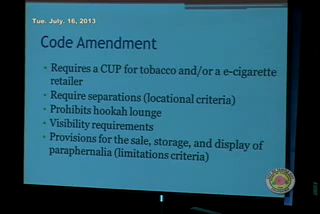 Tue. July. 16, 2013
Code Amendment
• Requires a CUP for tobacco and/or a e-cigarette
retailer
• Require separations (locational criteria)
• Prohibits hookah lounge
• Visibility requirements
• Provisions for the sale, storage, and display of
paraphernalia (limitations criteria)